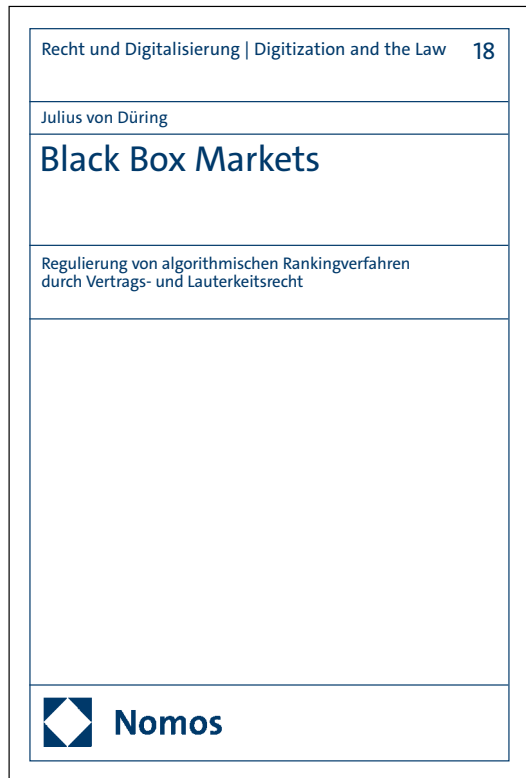 Recht und Digitalisierung | Digitization and the Law 18
Julius von Düring
Black Box Markets
Regulierung von algorithmischen Rankingverfahren
durch Vertrags- und Lauterkeitsrecht
Nomos